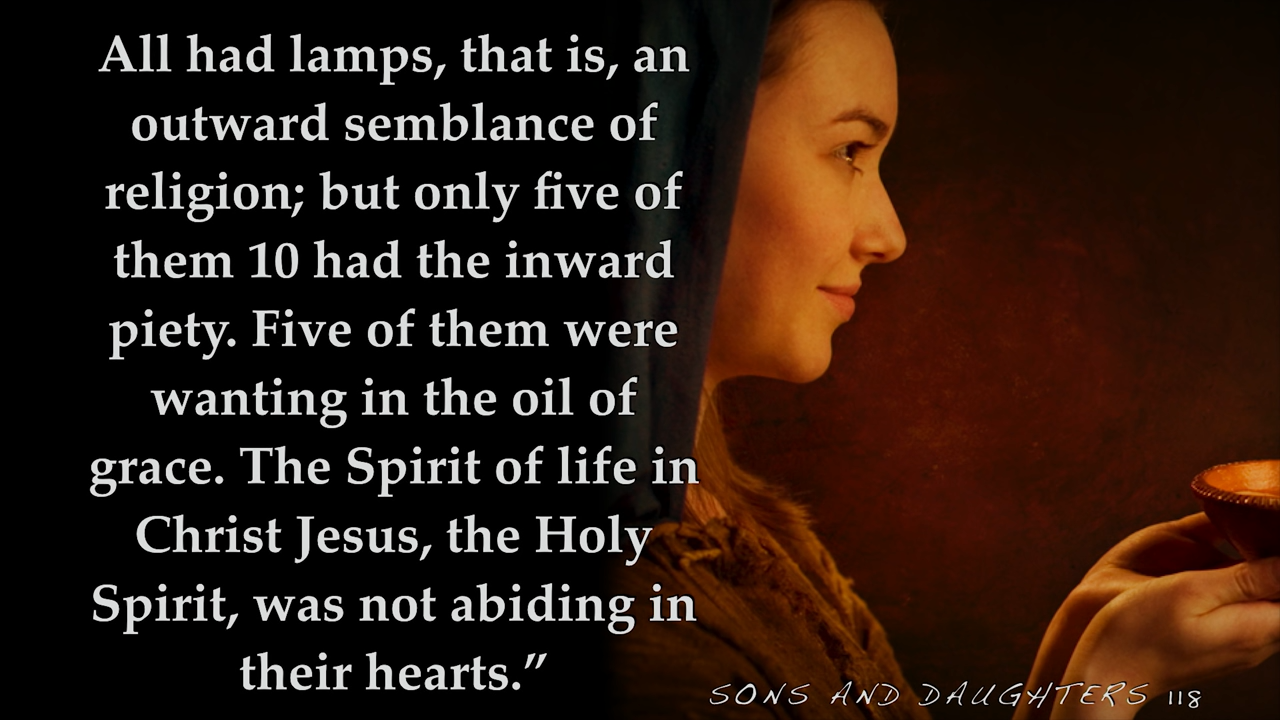 All had lamps, that is, an
outward semblance of
religion; but only five of
them 10 had the inward
piety. Five of them were
wanting in the oil of
grace. The Spirit of life in
Christ Jesus, the Holy
Spirit, was not abiding in
their hearts.”
SONS AND DAUGHTERS 118